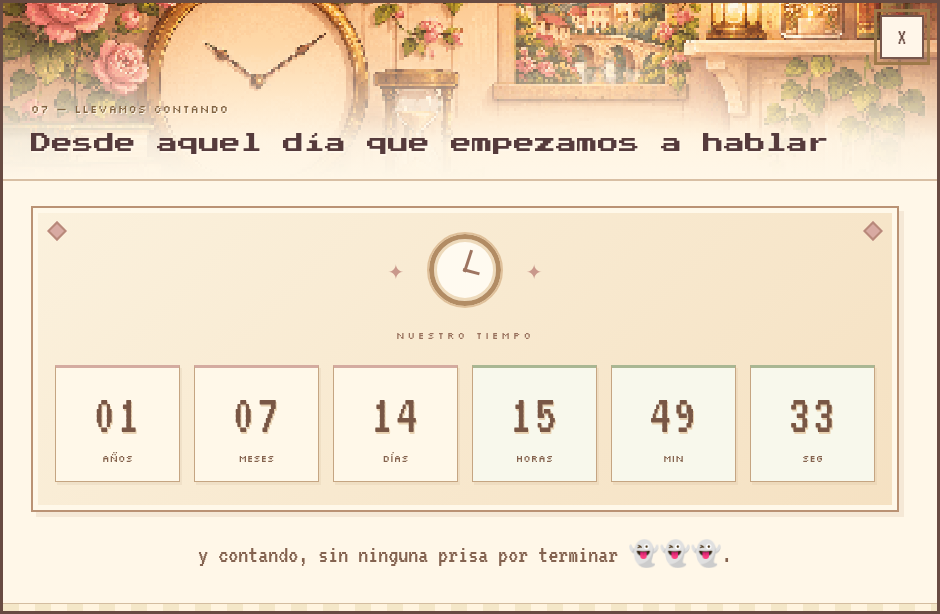 X
07 — LLEVAMOS CONTANDO
Desde aquel día que empezamos a hablar
NUESTRO TIEMPO
01 07 14 15 49 33
AÑOS MESES DÍAS HORAS MIN SEG
y contando, sin ninguna prisa por terminar 👻👻👻.